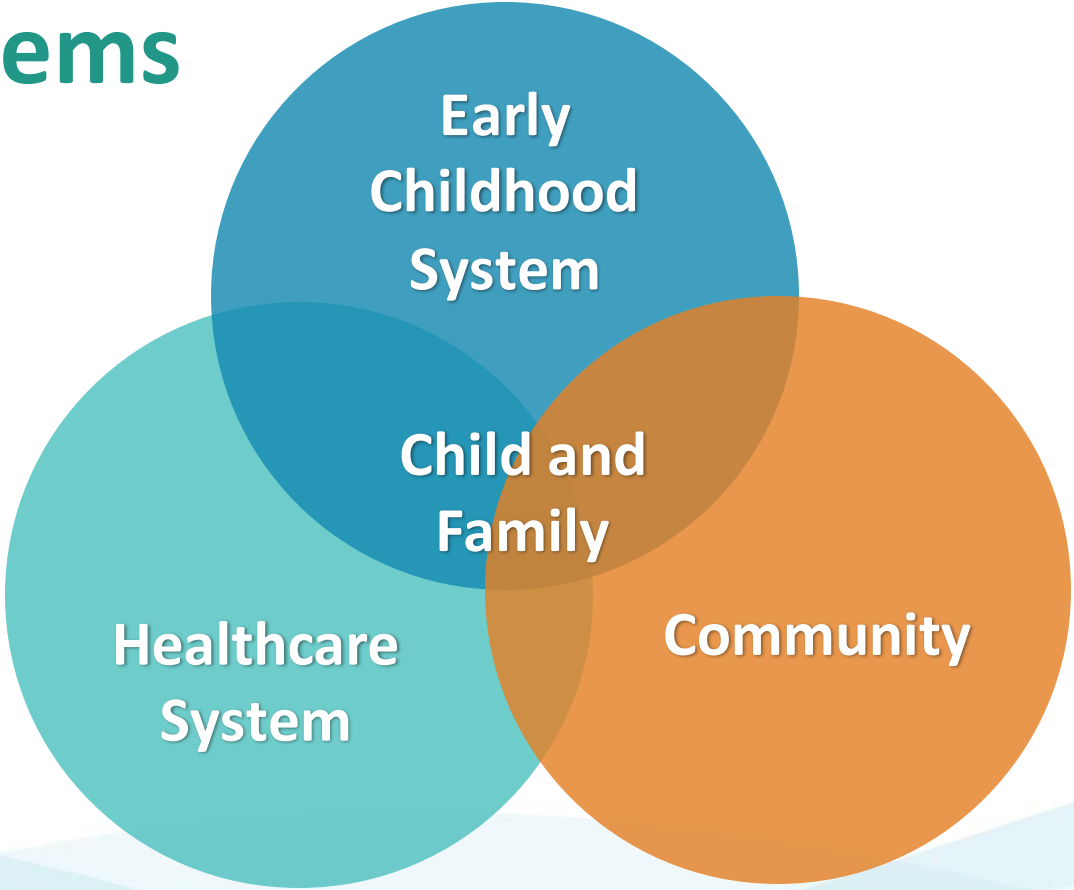 ems
Early
Childhood
System
Child and
Family
Healthcare
System
Community